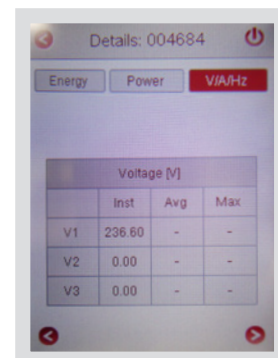 Details: 004684
Energy Power V/A/Hz
Voltage [V]
Inst Avg Max
V1 236.60 - -
V2 0.00 - -
V3 0.00 - -